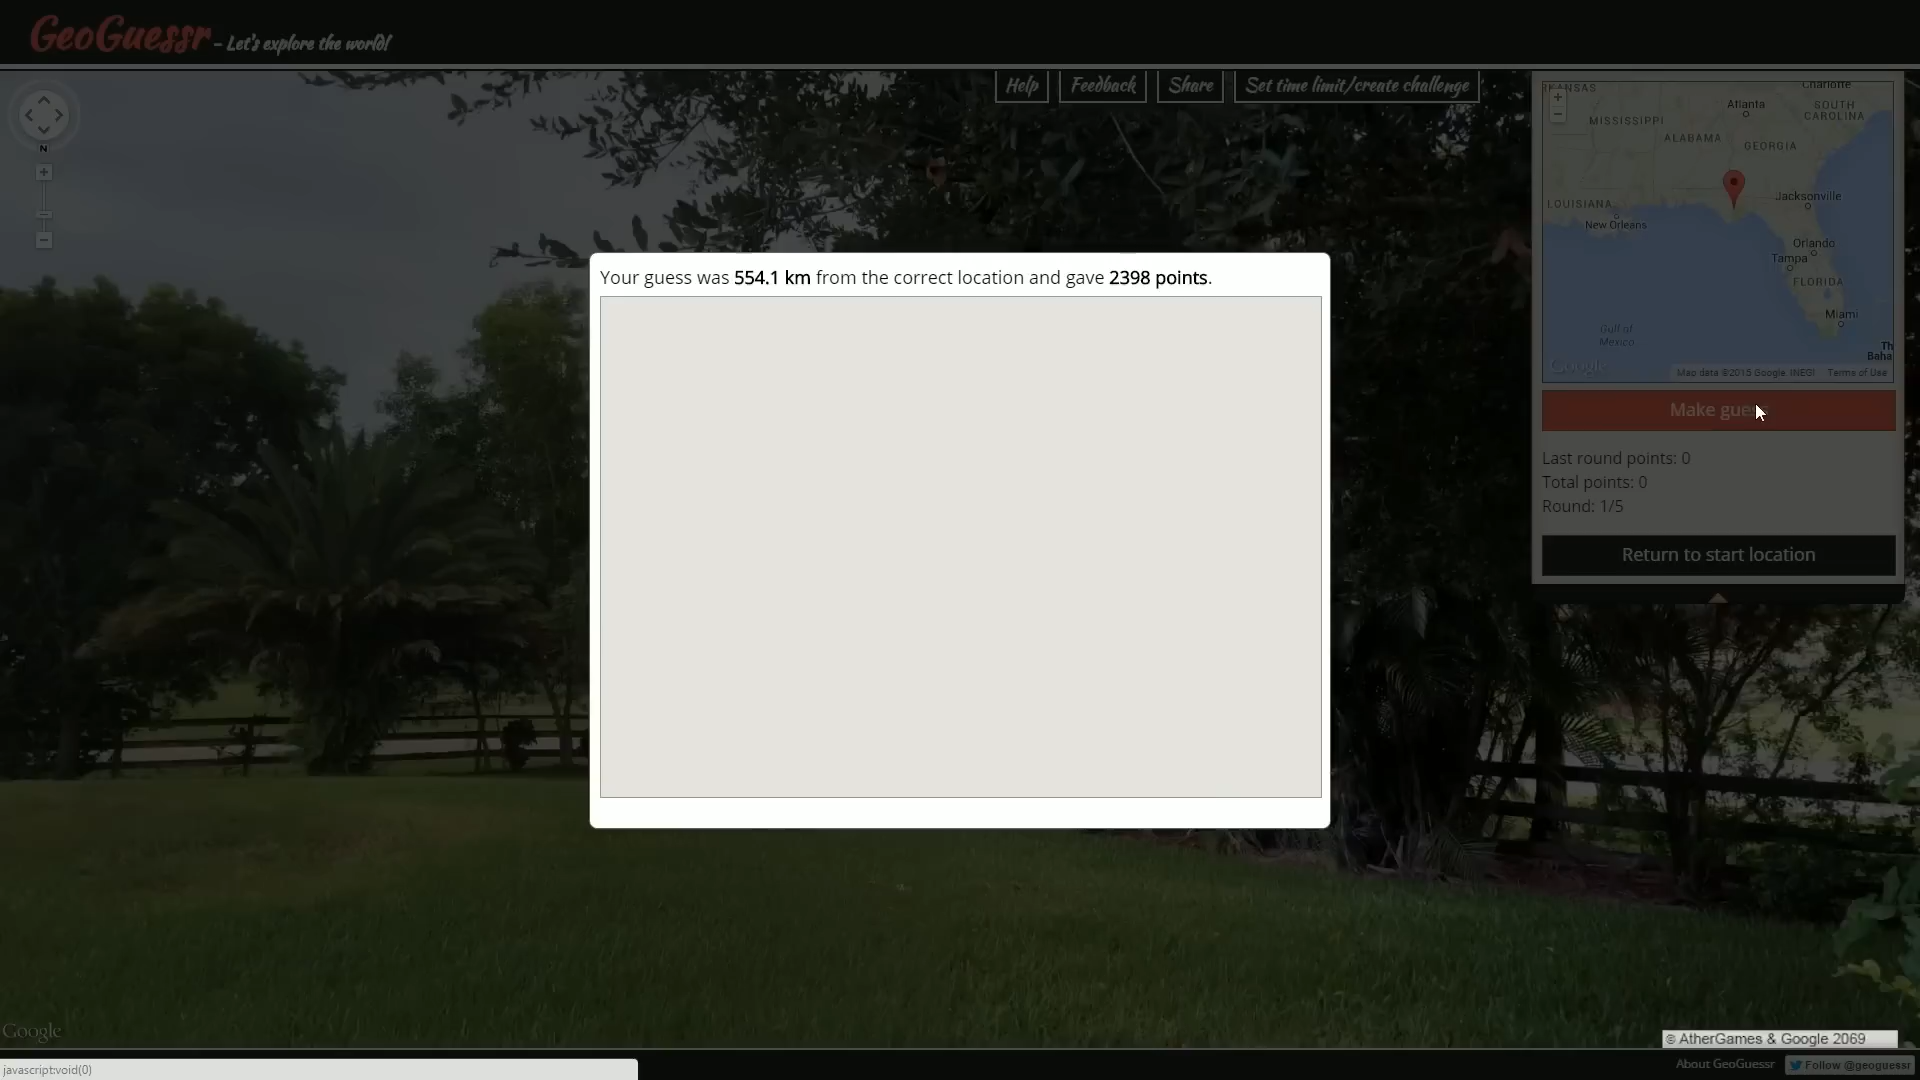 GeoGuessr - Let's explore the world!
Help
Feedback
Share
Set time limit/create challenge
N
Your guess was 554.1 km from the correct location and gave 2398 points.
Charlotte
Atlanta
SOUTH
CAROLINA
MISSISSIPPI
ALABAMA
GEORGIA
Jacksonville
LOUISIANA
New Orleans
Orlando
Tampa
FLORIDA
Miami
Gulf of
Mexico
Th
Baha
Google
Map data ©2015 Google, INEGI
Terms of Use
Make guess
Last round points: 0
Total points: 0
Round: 1/5
Return to start location
Google
© AtherGames & Google 2069
About GeoGuessr
Follow @geoguessr
javascript:void(0)